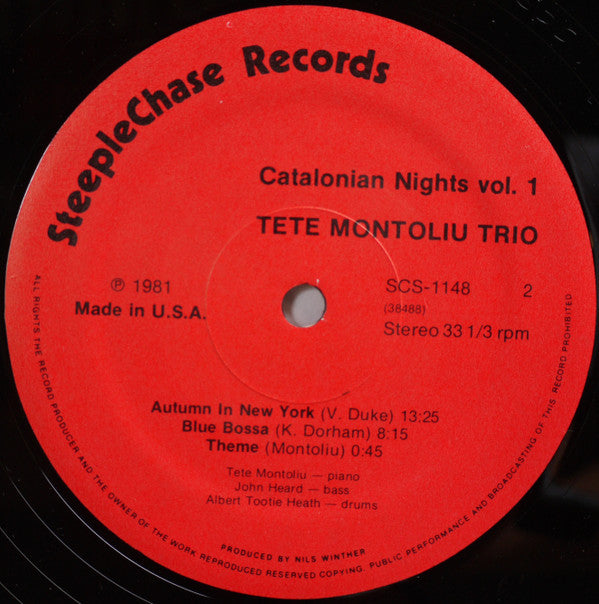 SteepleChase Records
Catalonian Nights vol. 1
TETE MONTOLIU TRIO
℗ 1981
Made in U.S.A.
SCS-1148 2
(38488)
Stereo 33 1/3 rpm
Autumn In New York (V. Duke) 13:25
Blue Bossa (K. Dorham) 8:15
Theme (Montoliu) 0:45
Tete Montoliu — piano
John Heard — bass
Albert Tootie Heath — drums
PRODUCED BY NILS WINTHER
ALL RIGHTS THE RECORD PRODUCER AND THE OWNER OF THE WORK REPRODUCED RESERVED COPYING, PUBLIC PERFORMANCE AND BROADCASTING OF THIS RECORD PROHIBITED